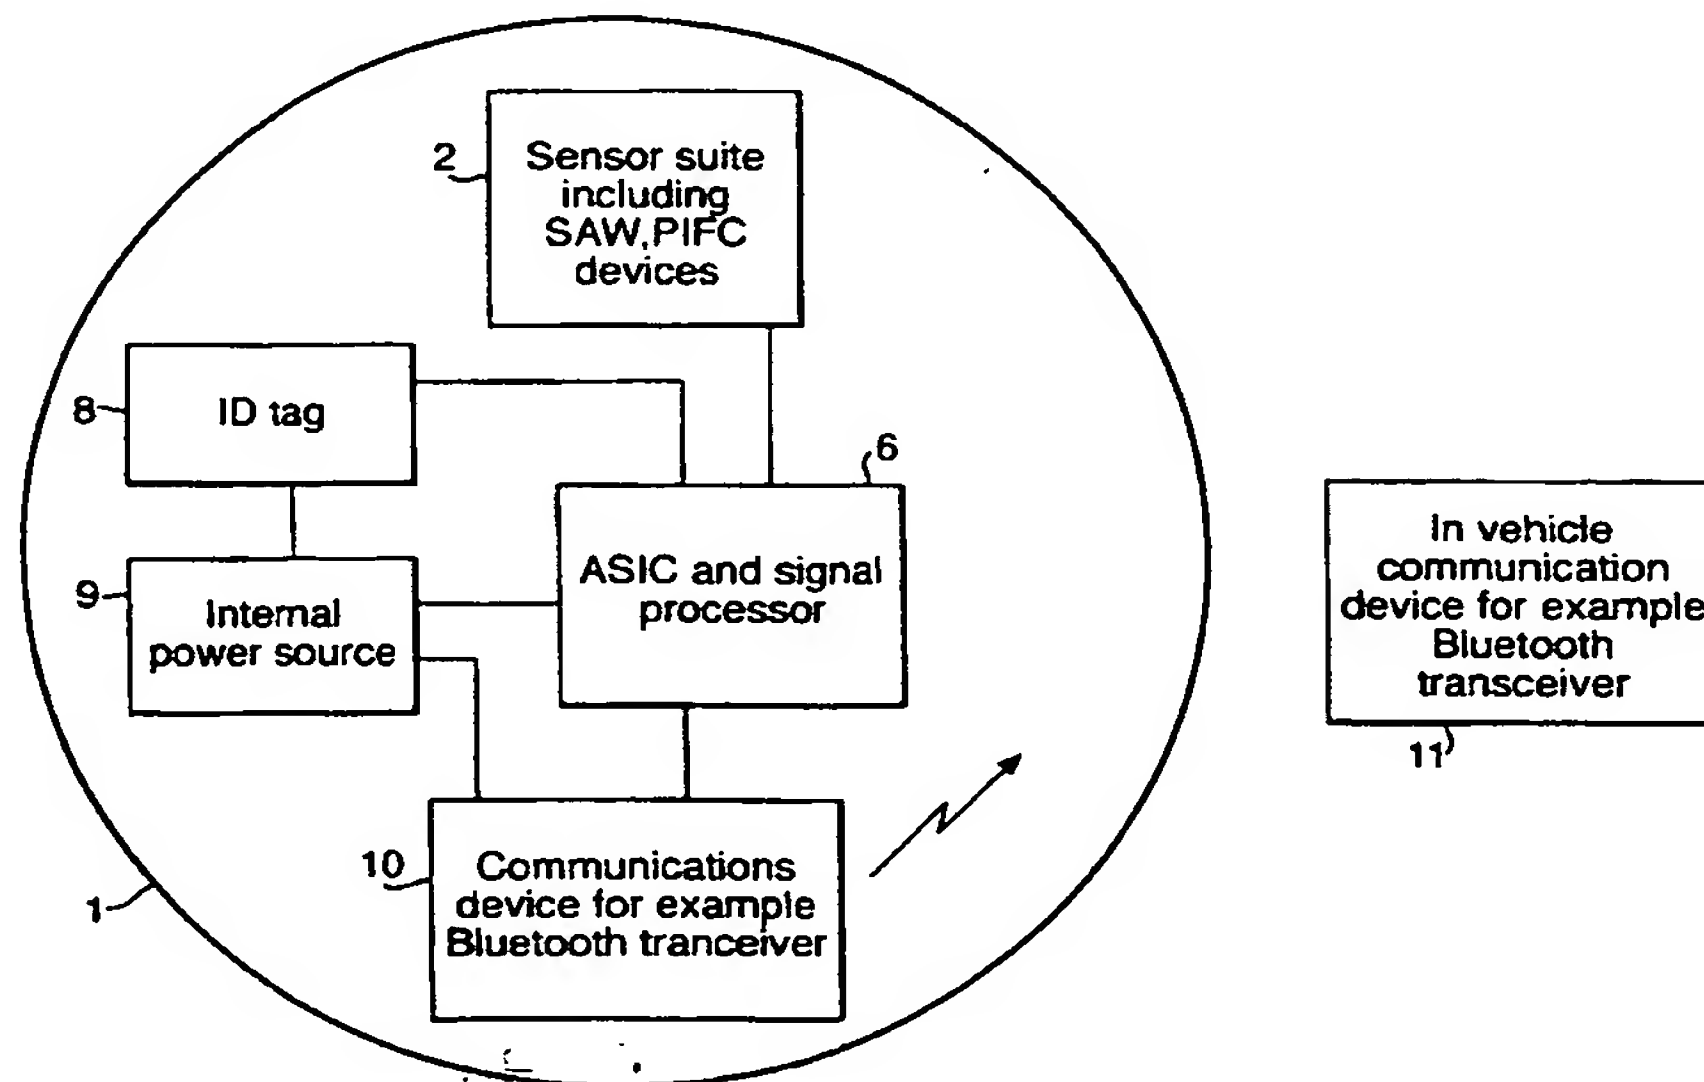 2
Sensor suite
including
SAW,PIFC
devices
8
ID tag
6
9
Internal
power source
ASIC and signal
processor
In vehicle
communication
device for example
Bluetooth
transceiver
11
10
Communications
device for example
Bluetooth tranceiver
1